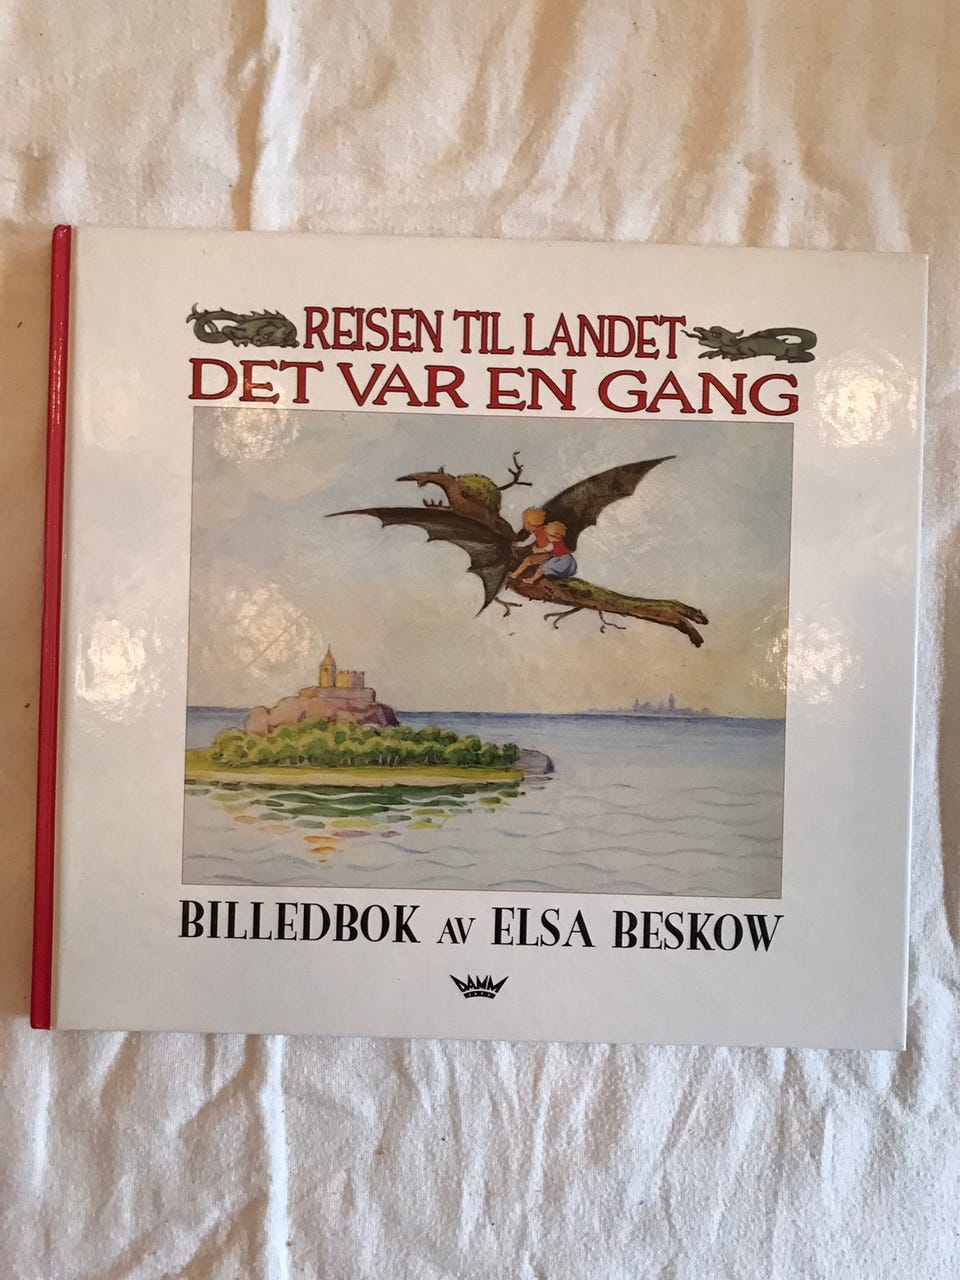 REISEN TIL LANDET
DET VAR EN GANG
BILLEDBOK AV ELSA BESKOW
DAMM